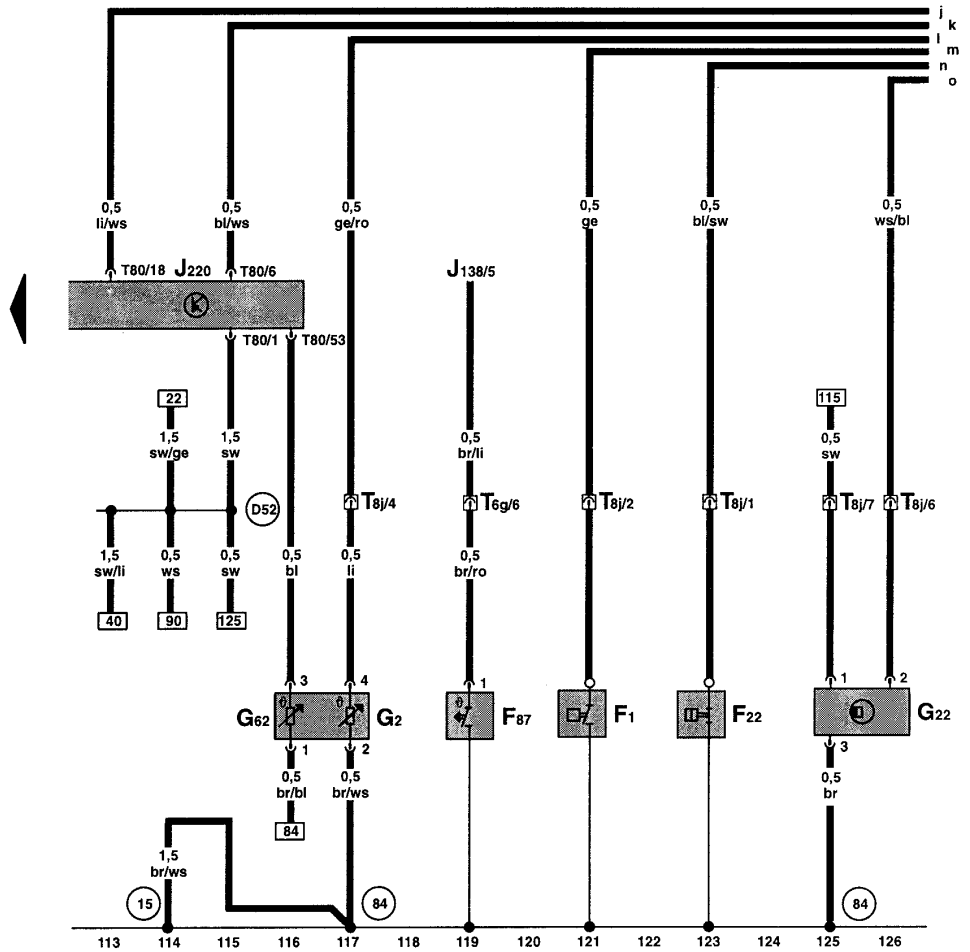 j
k
l
m
n
o
0,5 0,5 0,5 0,5 0,5 0,5
li/ws bl/ws ge/ro ge bl/sw ws/bl
T80/18 J220 T80/6 J138/5
T80/1 T80/53
22 115
1,5 1,5 0,5 0,5
sw/ge sw br/li sw
D52 T8j/4 T6g/6 T8j/2 T8j/1 T8j/7 T8j/6
1,5 0,5 0,5 0,5 0,5 0,5
sw/li ws sw bl li br/ro
40 90 125
3 4 1 1 2
G62 G2 F87 F1 F22 G22
1 2 3
0,5 0,5 0,5
br/bl br/ws br
84
1,5
br/ws
15 84 84
113 114 115 116 117 118 119 120 121 122 123 124 125 126